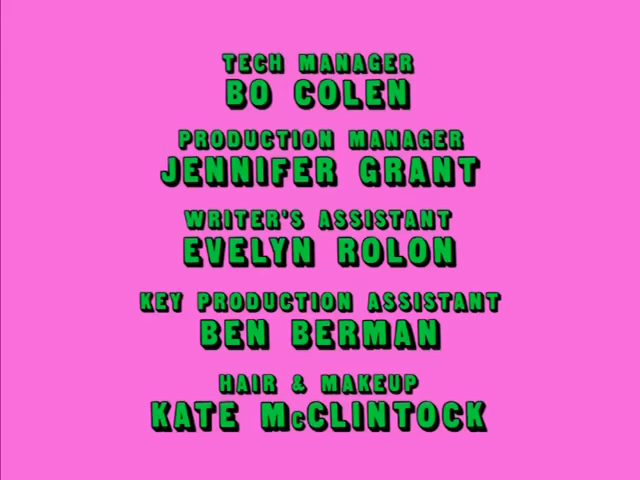 TECH MANAGER
BO COLEN
PRODUCTION MANAGER
JENNIFER GRANT
WRITER'S ASSISTANT
EVELYN ROLON
KEY PRODUCTION ASSISTANT
BEN BERMAN
HAIR & MAKEUP
KATE McCLINTOCK